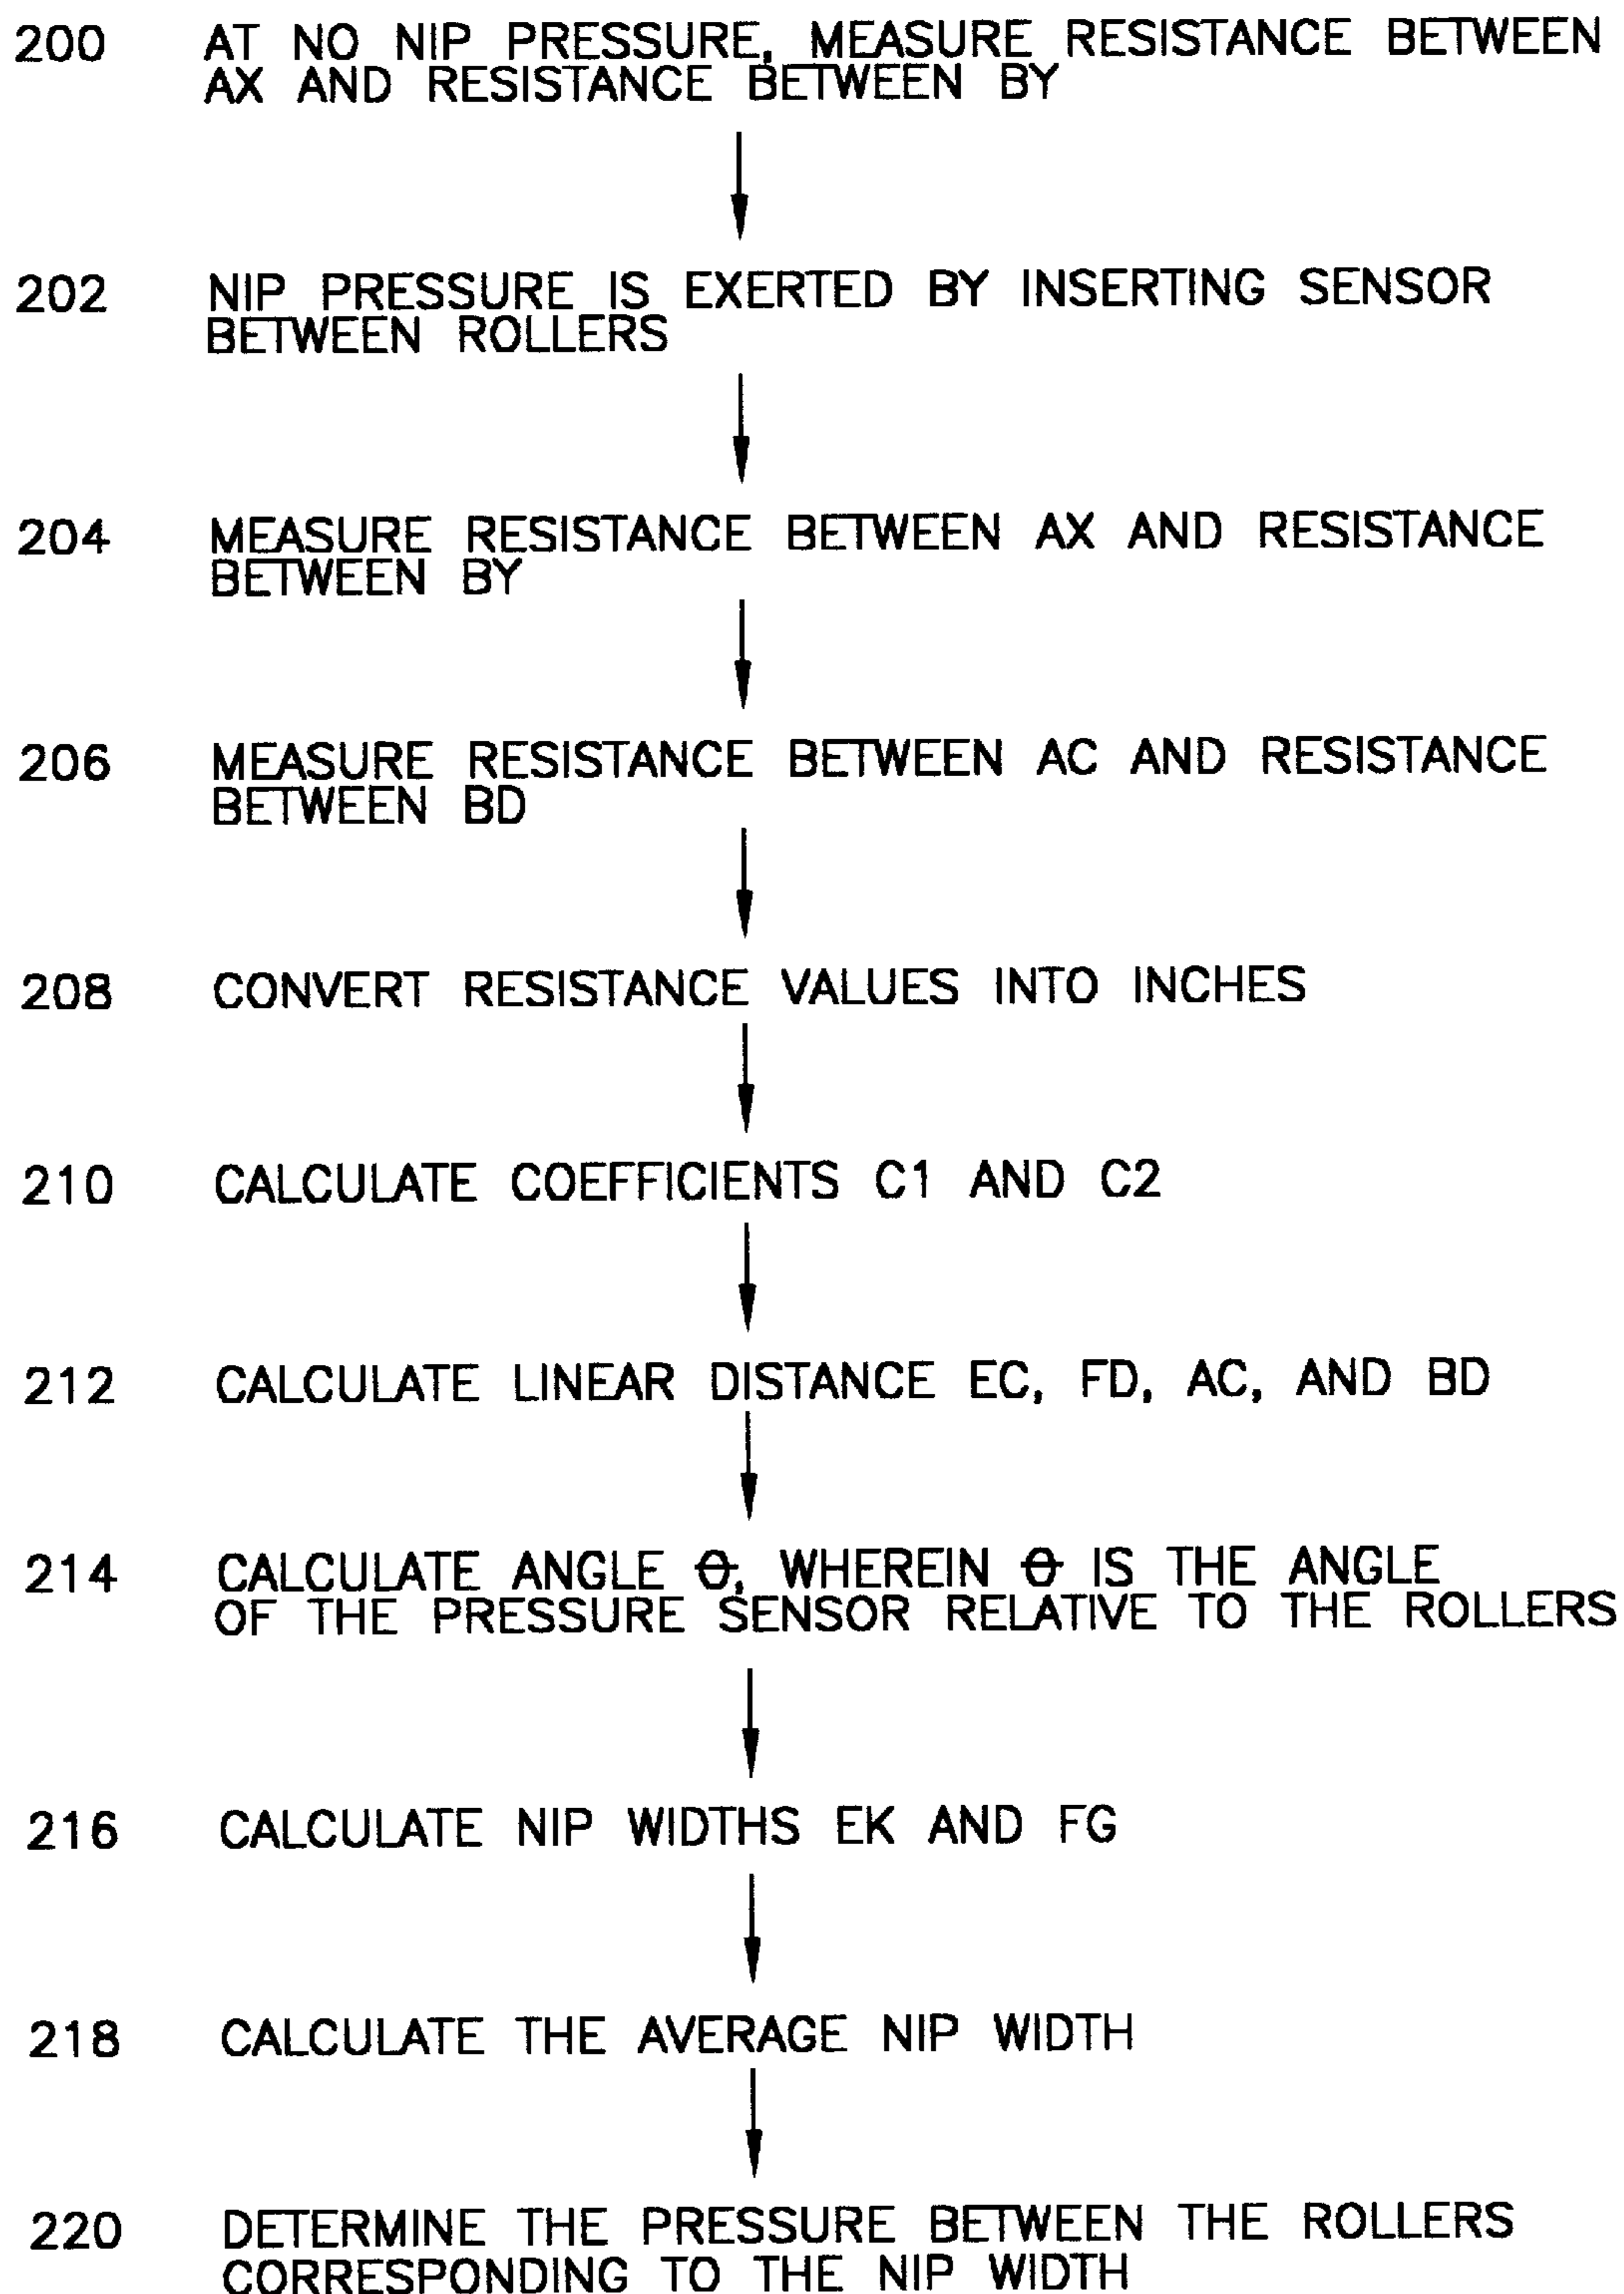 200 AT NO NIP PRESSURE, MEASURE RESISTANCE BETWEEN
AX AND RESISTANCE BETWEEN BY
202 NIP PRESSURE IS EXERTED BY INSERTING SENSOR
BETWEEN ROLLERS
204 MEASURE RESISTANCE BETWEEN AX AND RESISTANCE
BETWEEN BY
206 MEASURE RESISTANCE BETWEEN AC AND RESISTANCE
BETWEEN BD
208 CONVERT RESISTANCE VALUES INTO INCHES
210 CALCULATE COEFFICIENTS C1 AND C2
212 CALCULATE LINEAR DISTANCE EC, FD, AC, AND BD
214 CALCULATE ANGLE Θ, WHEREIN Θ IS THE ANGLE
OF THE PRESSURE SENSOR RELATIVE TO THE ROLLERS
216 CALCULATE NIP WIDTHS EK AND FG
218 CALCULATE THE AVERAGE NIP WIDTH
220 DETERMINE THE PRESSURE BETWEEN THE ROLLERS
CORRESPONDING TO THE NIP WIDTH